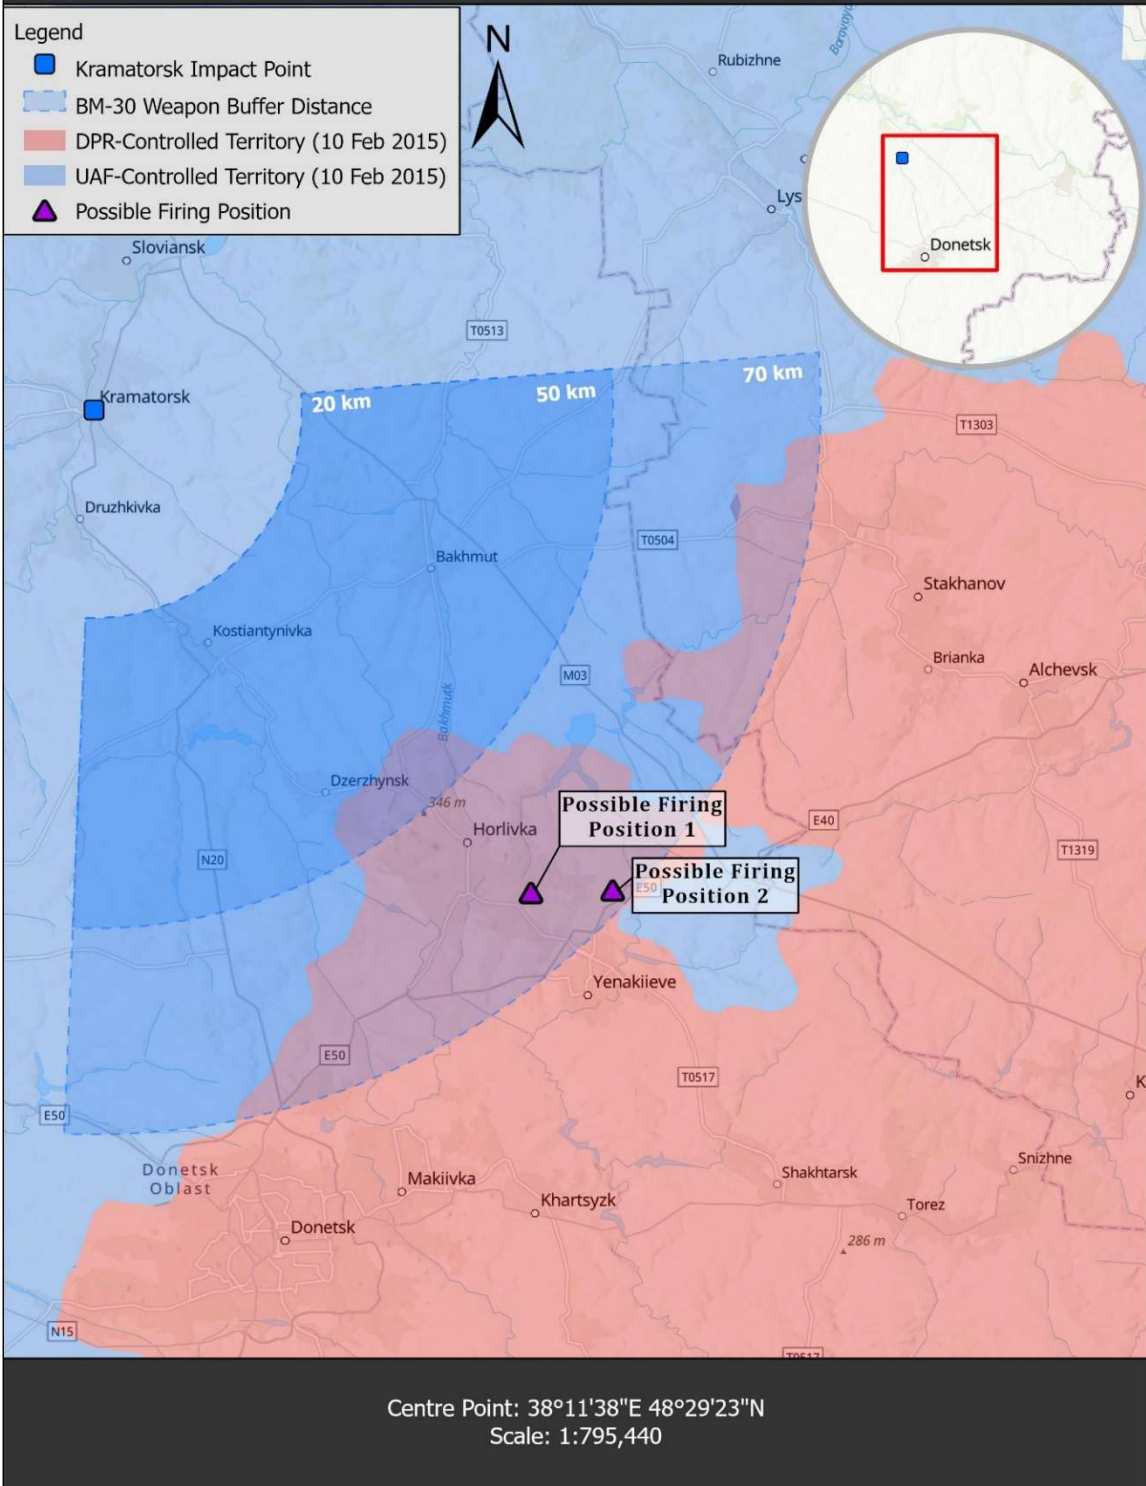 Legend
Kramatorsk Impact Point
BM-30 Weapon Buffer Distance
DPR-Controlled Territory (10 Feb 2015)
UAF-Controlled Territory (10 Feb 2015)
Possible Firing Position
N
Borovaya
Rubizhne
Lys
Donetsk
Sloviansk
T0513
Kramatorsk
20 km
50 km
70 km
T1303
Druzhkivka
T0504
Bakhmut
Stakhanov
Kostiantynivka
Brianka
Alchevsk
M03
Bakhmutk
Dzerzhynsk
346 m
Horlivka
Possible Firing
Position 1
E40
T1319
N20
Possible Firing
Position 2
E50
Yenakiieve
E50
T0517
E50
K
Donetsk
Oblast
Makiivka
Khartsyzk
Shakhtarsk
Snizhne
Torez
Donetsk
286 m
N15
T0517
Centre Point: 38°11'38"E 48°29'23"N
Scale: 1:795,440